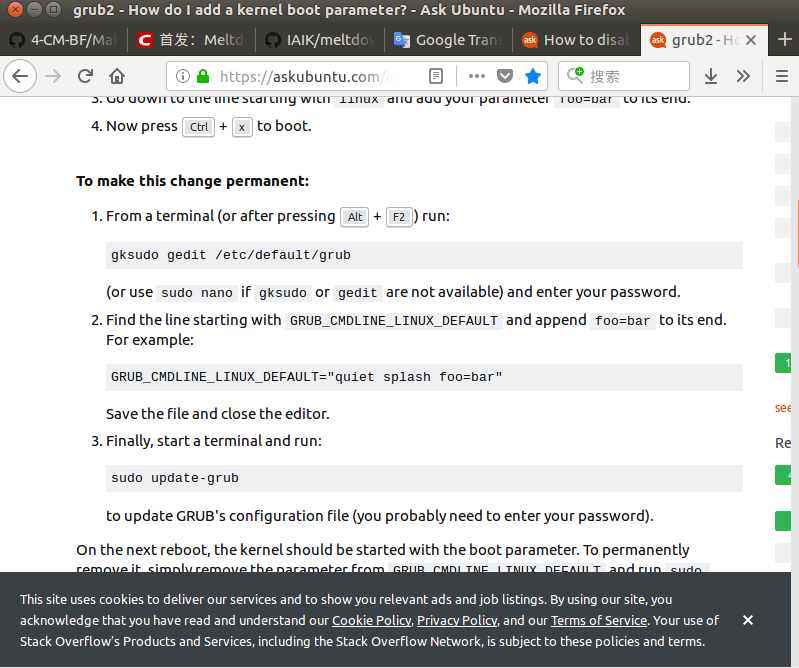 grub2 - How do I add a kernel boot parameter? - Ask Ubuntu - Mozilla Firefox
4-CM-BF/Ma 首发：Meltd IAIK/meltdov Google Tran How to disab grub2 - Ho
https://askubuntu.com/ 搜索
3. Go down to the line starting with linux and add your parameter foo=bar to its end.
4. Now press Ctrl + x to boot.
To make this change permanent:
1. From a terminal (or after pressing Alt + F2 ) run:
gksudo gedit /etc/default/grub
(or use sudo nano if gksudo or gedit are not available) and enter your password.
2. Find the line starting with GRUB_CMDLINE_LINUX_DEFAULT and append foo=bar to its end.
For example:
GRUB_CMDLINE_LINUX_DEFAULT="quiet splash foo=bar"
Save the file and close the editor.
3. Finally, start a terminal and run:
sudo update-grub
to update GRUB's configuration file (you probably need to enter your password).
On the next reboot, the kernel should be started with the boot parameter. To permanently
remove it, simply remove the parameter from GRUB_CMDLINE_LINUX_DEFAULT and run sudo
see
Re
This site uses cookies to deliver our services and to show you relevant ads and job listings. By using our site, you
acknowledge that you have read and understand our Cookie Policy, Privacy Policy, and our Terms of Service. Your use of
Stack Overflow's Products and Services, including the Stack Overflow Network, is subject to these policies and terms.